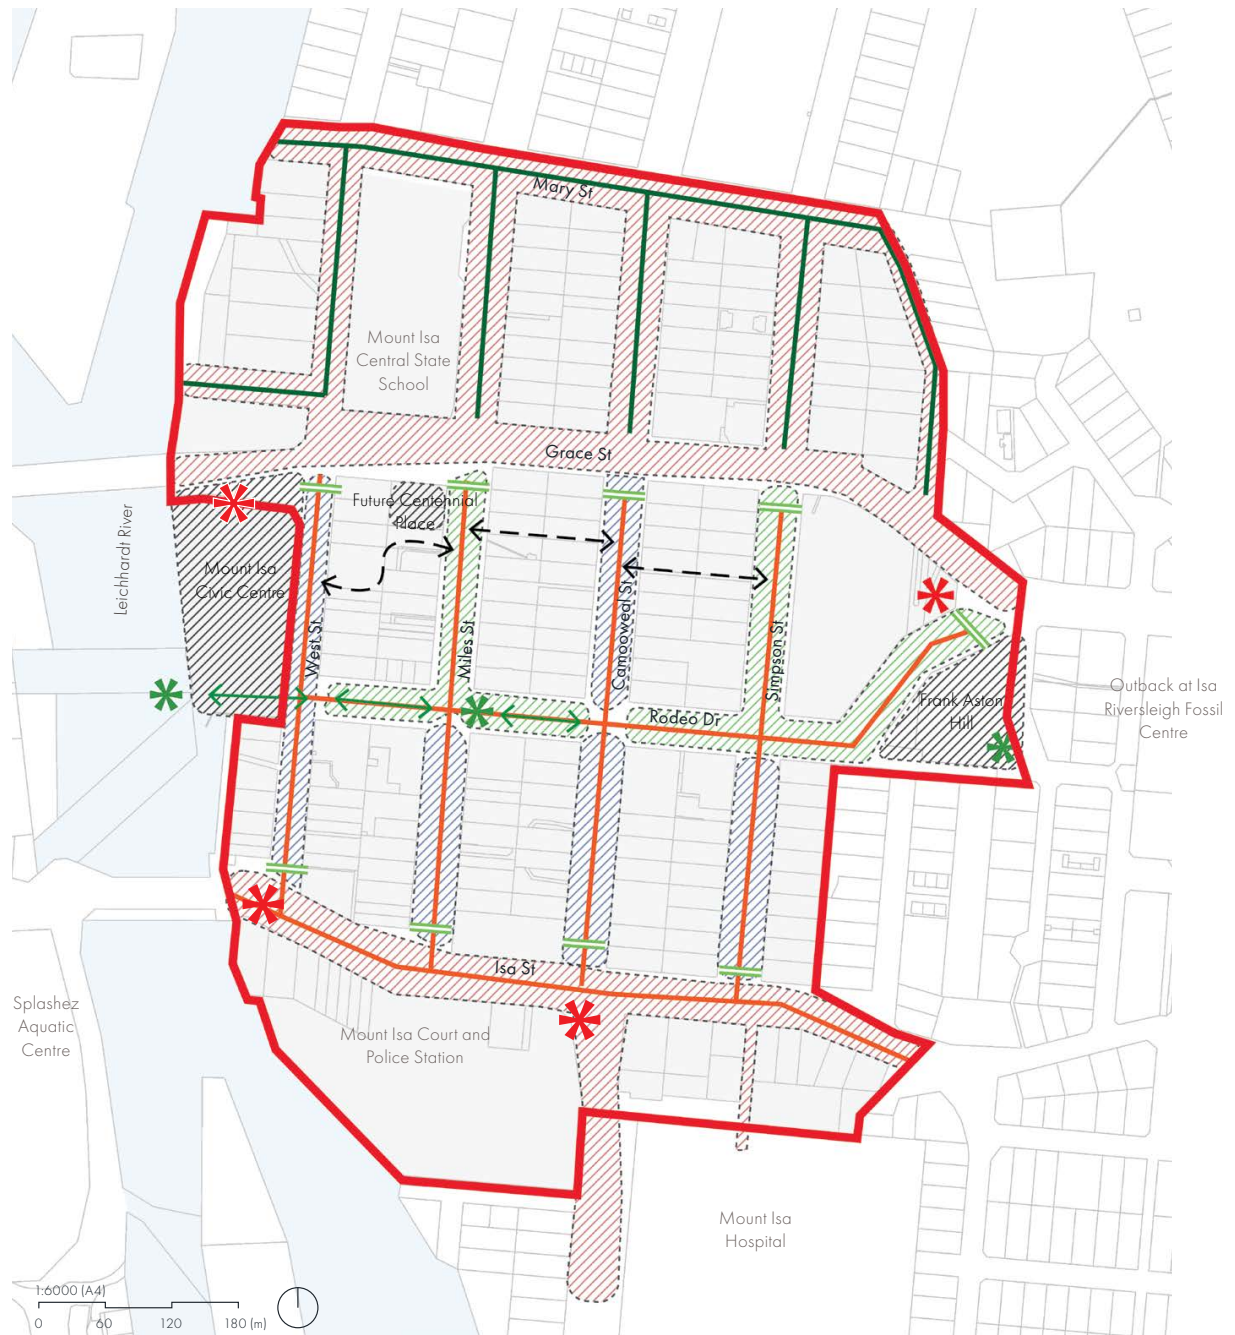 Mary St
Mount Isa
Central State
School
Grace St
Future Centennial
Place
Leichhardt River
Mount Isa
Civic Centre
West St
Miles St
Camooweal St
Simpson St
Rodeo Dr
Frank Aston
Hill
Outback at Isa
Riversleigh Fossil
Centre
Isa St
Splashez
Aquatic
Centre
Mount Isa Court and
Police Station
Mount Isa
Hospital
1:6000 (A4)
0 60 120 180 (m)